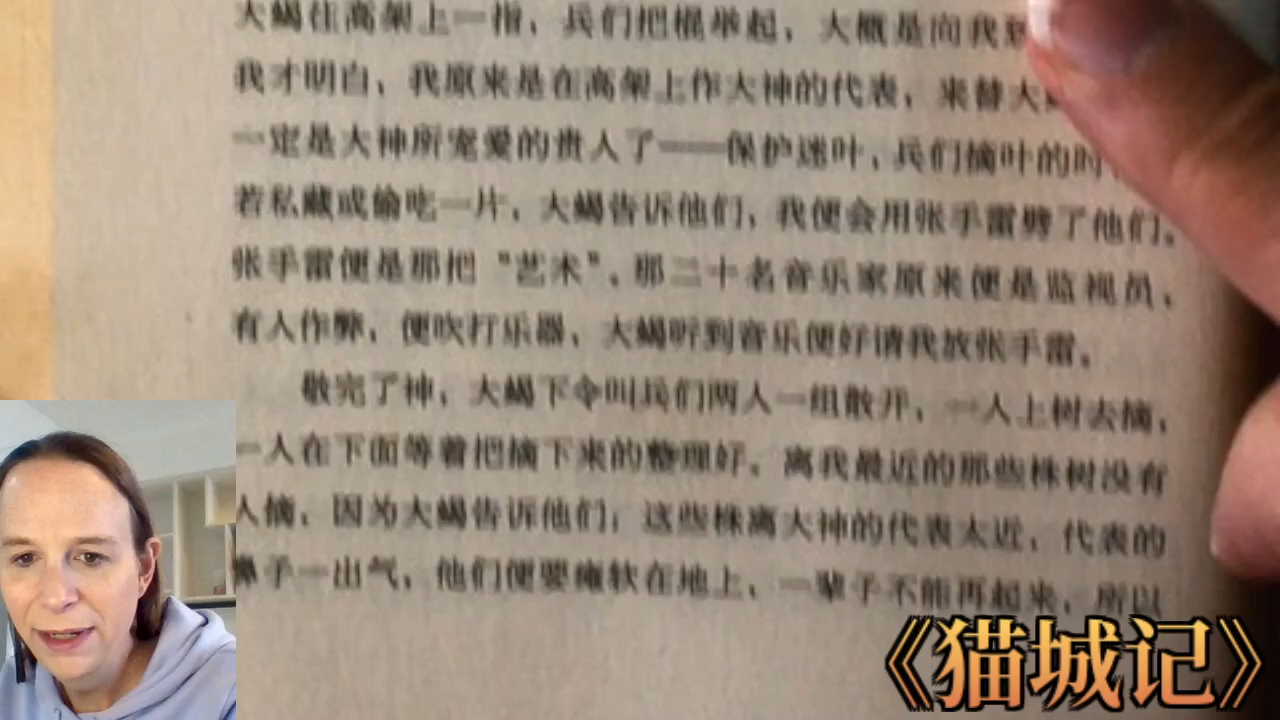 大蝎往高架上一指，兵们把棍举起，大概是向我
我才明白，我原来是在高架上作大神的代表，来替大
一定是大神所宠爱的贵人了——保护迷叶，兵们摘叶的时
若私藏或偷吃一片，大蝎告诉他们，我便会用张手雷劈了他们。
张手雷便是那把“艺术”。那二十名音乐家原来便是监视员，
有人作弊，便吹打乐器，大蝎听到音乐便好请我放张手雷。
敬完了神，大蝎下令叫兵们两人一组散开，一人上树去摘，
一人在下面等着把摘下来的整理好。离我最近的那些株树没有
人摘，因为大蝎告诉他们：这些株离大神的代表太近，代表的
鼻子一出气，他们便要瘫软在地上，一辈子不能再起来，所以
《猫城记》